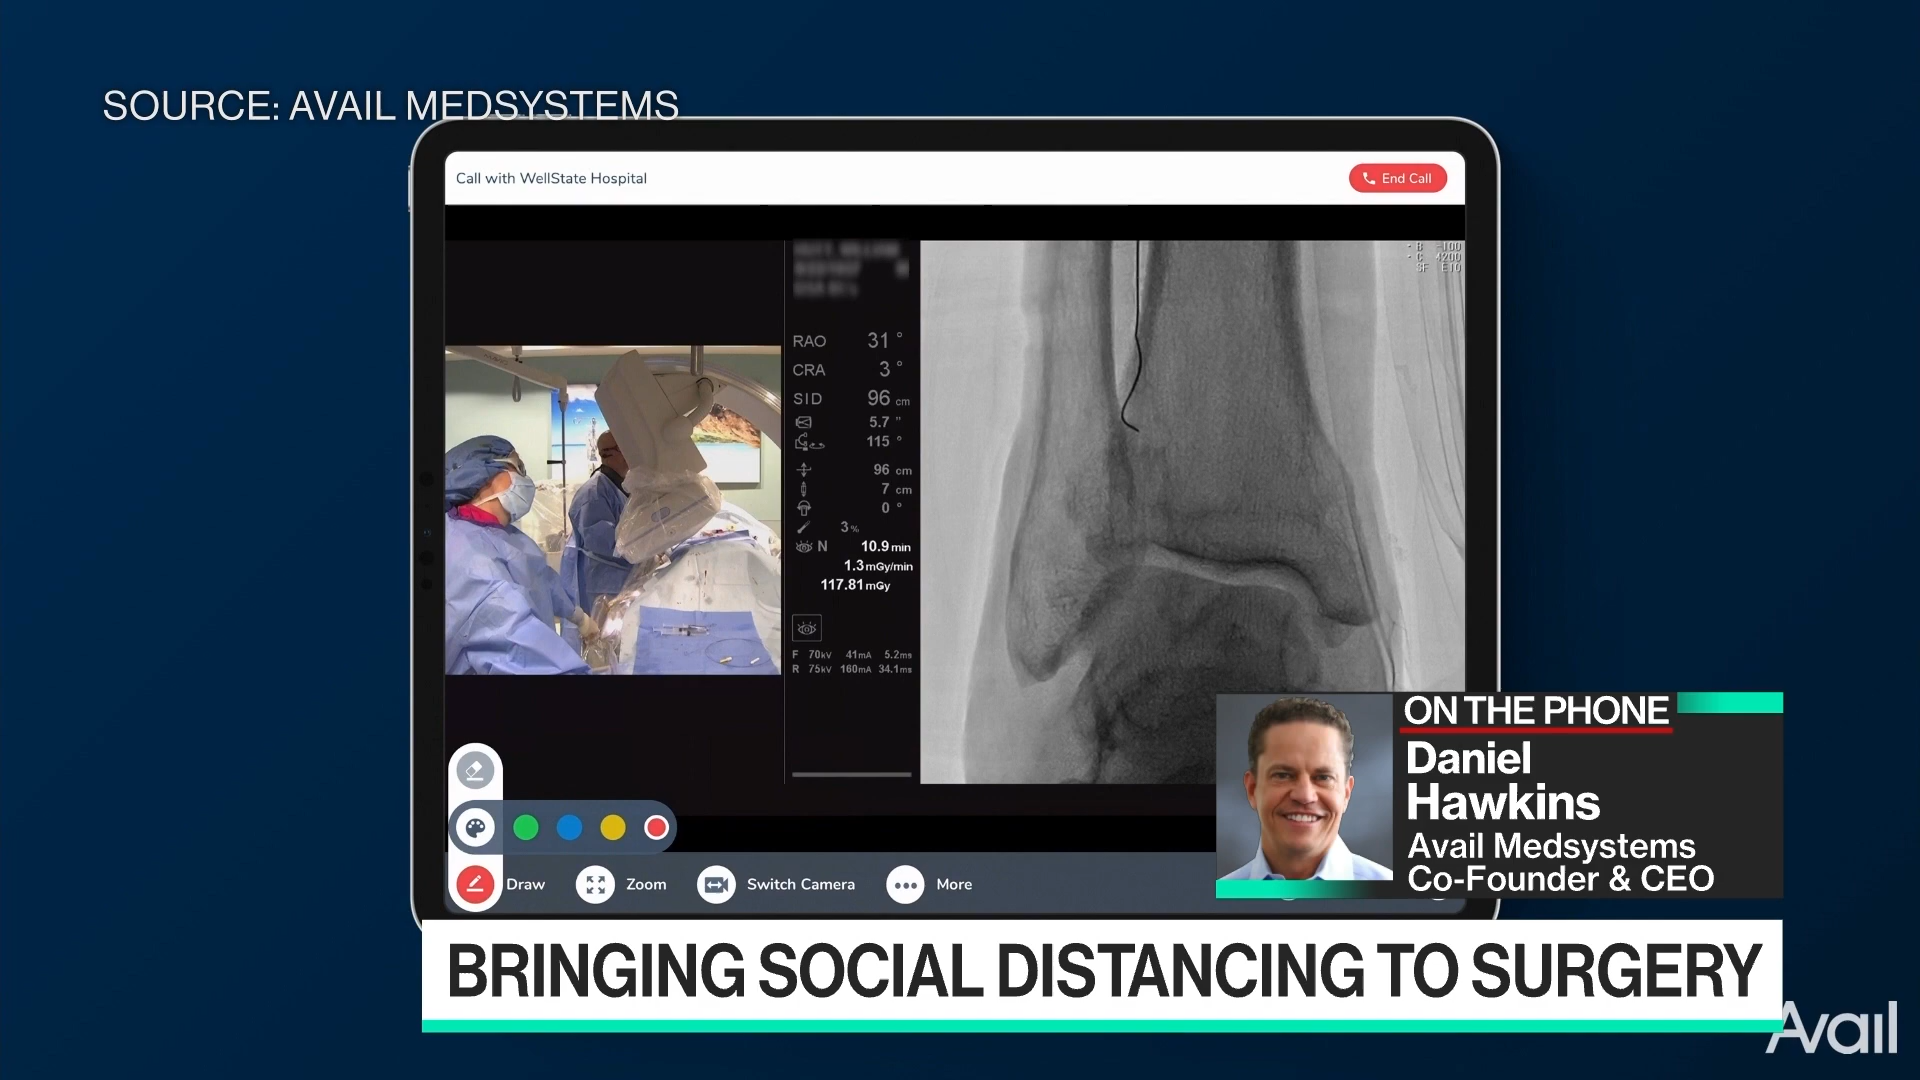 SOURCE: AVAIL MEDSYSTEMS
Call with WellState Hospital
End Call
RAO 31 °
CRA 3 °
SID 96 cm
5.7 "
115 °
96 cm
7 cm
0 °
3 %
N 10.9 min
1.3 mGy/min
117.81 mGy
F 70kV 41mA 5.2ms
R 75kV 160mA 34.1ms
Draw
Zoom
Switch Camera
More
ON THE PHONE
Daniel
Hawkins
Avail Medsystems
Co-Founder & CEO
BRINGING SOCIAL DISTANCING TO SURGERY
Avail